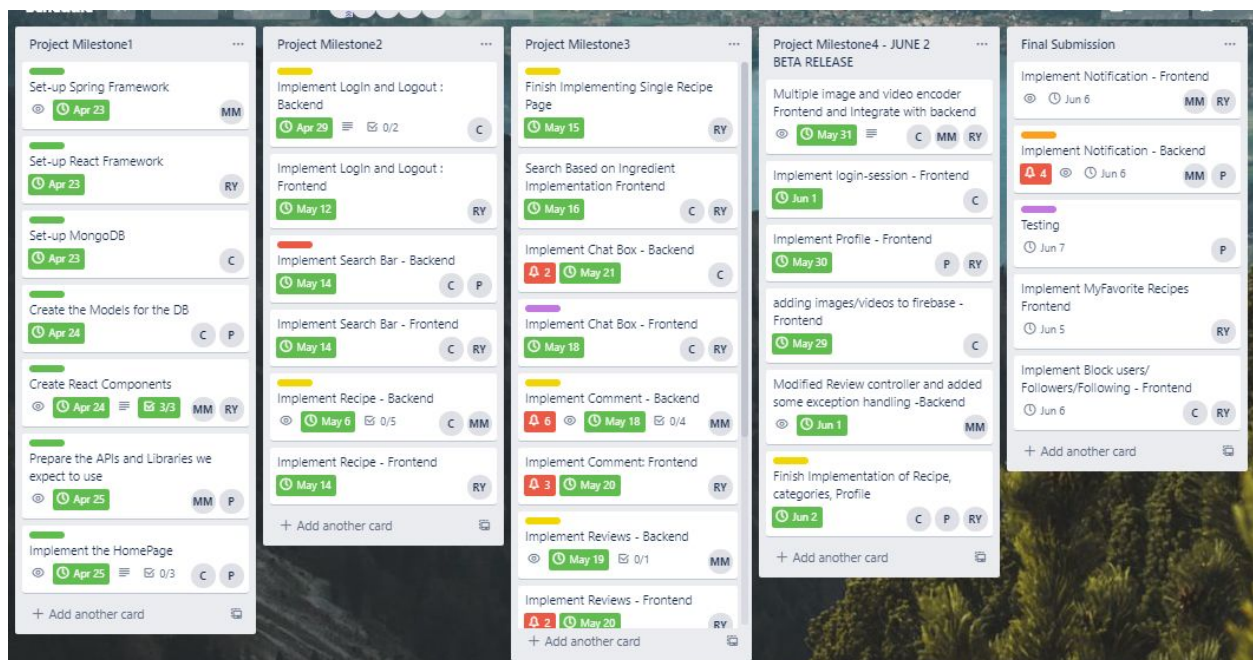 Project Milestone1
Set-up Spring Framework
Apr 23
MM
Set-up React Framework
Apr 23
RY
Set-up MongoDB
Apr 23
C
Create the Models for the DB
Apr 24
C P
Create React Components
Apr 24 3/3 MM RY
Prepare the APIs and Libraries we
expect to use
Apr 25
MM P
Implement the HomePage
Apr 25 0/3 C P
+ Add another card
Project Milestone2
Implement LogIn and Logout :
Backend
Apr 29 0/2 C
Implement LogIn and Logout :
Frontend
May 12
RY
Implement Search Bar - Backend
May 14
C P
Implement Search Bar - Frontend
May 14
C RY
Implement Recipe - Backend
May 6 0/5 C MM
Implement Recipe - Frontend
May 14
RY
+ Add another card
Project Milestone3
Finish Implementing Single Recipe
Page
May 15
RY
Search Based on Ingredient
Implementation Frontend
May 16
C RY
Implement Chat Box - Backend
2 May 21
C
Implement Chat Box - Frontend
May 18
C RY
Implement Comment - Backend
6 May 18 0/4 MM
Implement Comment: Frontend
3 May 20
RY
Implement Reviews - Backend
May 19 0/1 MM
Implement Reviews - Frontend
2 May 20
RY
+ Add another card
Project Milestone4 - JUNE 2
BETA RELEASE
Multiple image and video encoder
Frontend and Integrate with backend
May 31 C MM RY
Implement login-session - Frontend
Jun 1
C
Implement Profile - Frontend
May 30
P RY
adding images/videos to firebase -
Frontend
May 29
C
Modified Review controller and added
some exception handling -Backend
Jun 1
MM
Finish Implementation of Recipe,
categories, Profile
Jun 2
C P RY
+ Add another card
Final Submission
Implement Notification - Frontend
Jun 6 MM RY
Implement Notification - Backend
4 Jun 6 MM P
Testing
Jun 7
P
Implement MyFavorite Recipes
Frontend
Jun 5
RY
Implement Block users/
Followers/Following - Frontend
Jun 6
C RY
+ Add another card